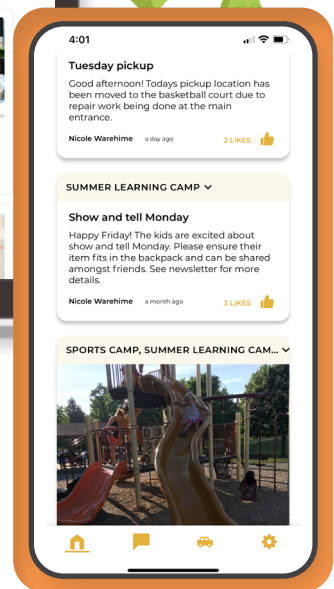 4:01
Tuesday pickup
Good afternoon! Todays pickup location has
been moved to the basketball court due to
repair work being done at the main
entrance.
Nicole Warehime a day ago 2 LIKES
SUMMER LEARNING CAMP
Show and tell Monday
Happy Friday! The kids are excited about
show and tell Monday. Please ensure their
item fits in the backpack and can be shared
amongst friends. See newsletter for more
details.
Nicole Warehime a month ago 3 LIKES
SPORTS CAMP, SUMMER LEARNING CAM...